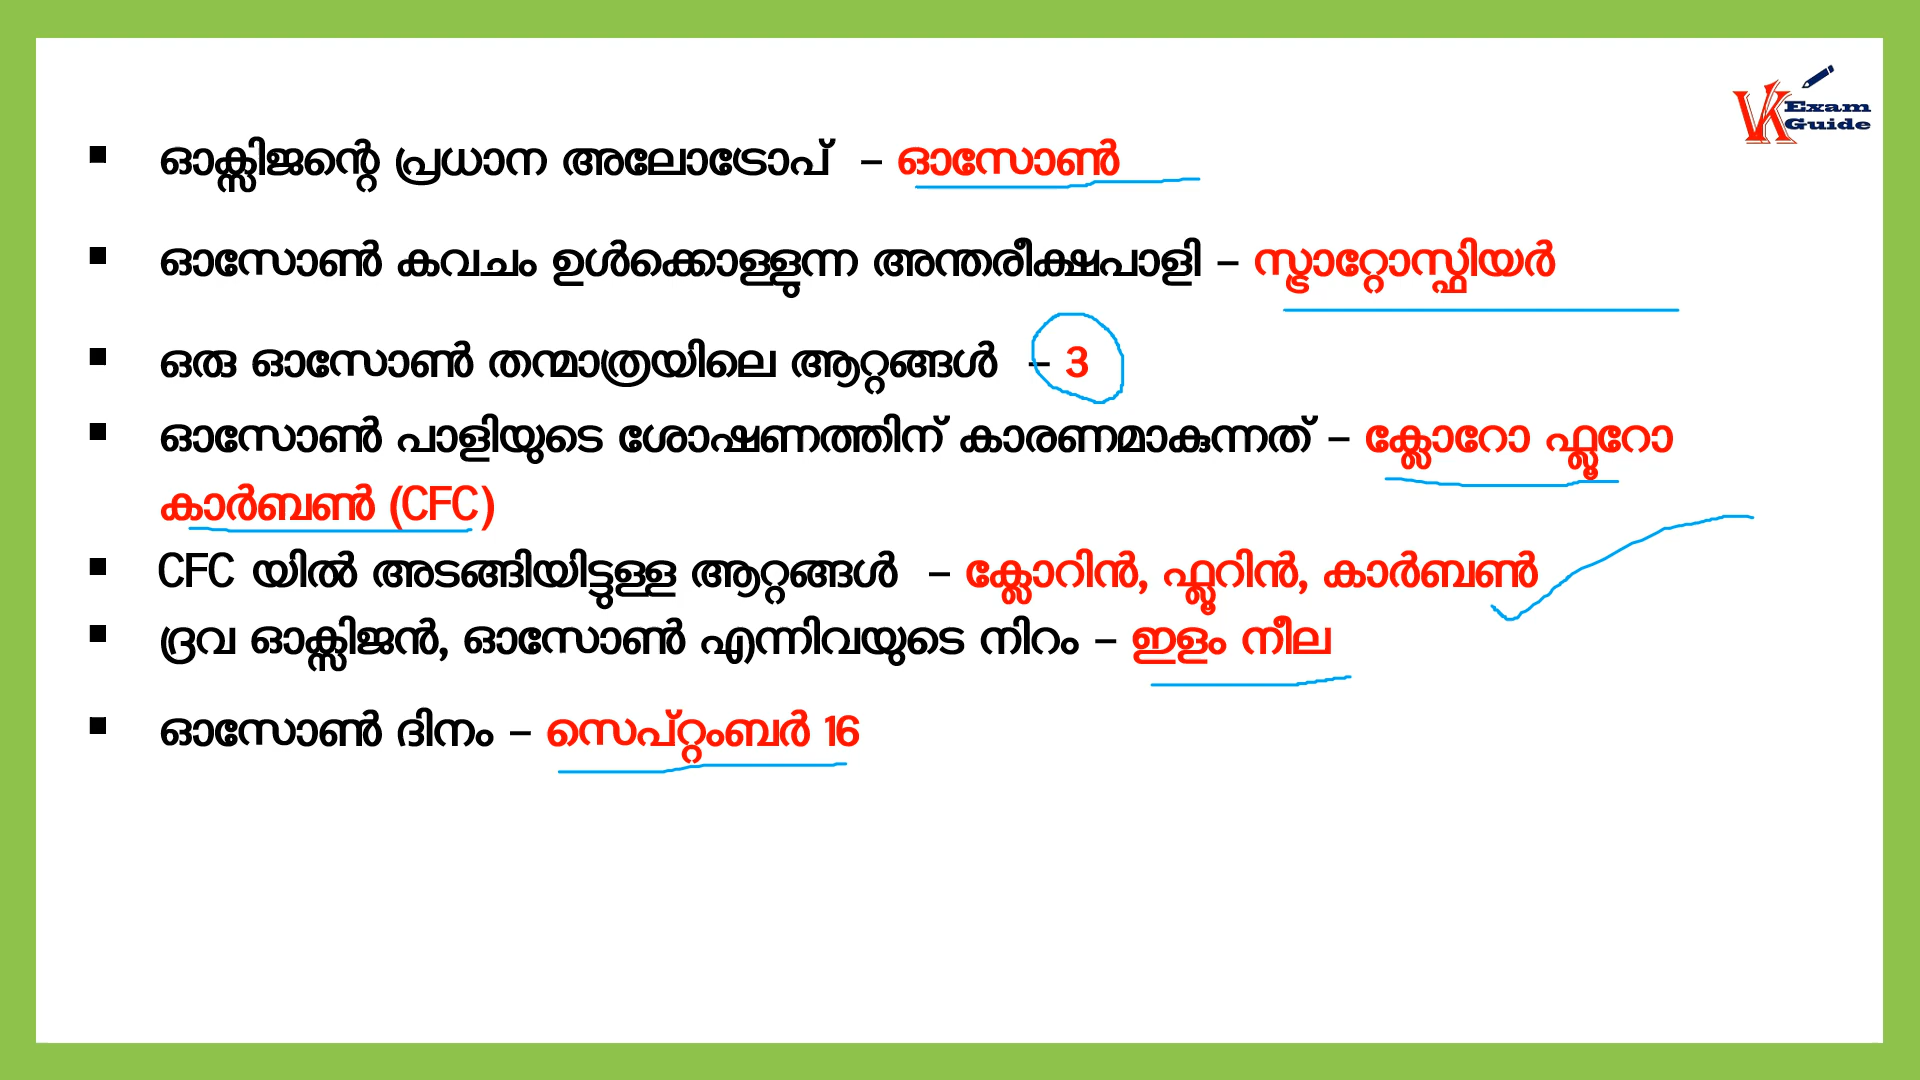 VK Exam
Guide
▪ ഓക്സിജന്റെ പ്രധാന അലോട്രോപ് – ഓസോൺ
▪ ഓസോൺ കവചം ഉൾക്കൊള്ളുന്ന അന്തരീക്ഷപാളി – സ്ട്രാറ്റോസ്ഫിയർ
▪ ഒരു ഓസോൺ തന്മാത്രയിലെ ആറ്റങ്ങൾ – 3
▪ ഓസോൺ പാളിയുടെ ശോഷണത്തിന് കാരണമാകുന്നത് – ക്ലോറോ ഫ്ലൂറോ
കാർബൺ (CFC)
▪ CFC യിൽ അടങ്ങിയിട്ടുള്ള ആറ്റങ്ങൾ – ക്ലോറിൻ, ഫ്ലൂറിൻ, കാർബൺ
▪ ദ്രവ ഓക്സിജൻ, ഓസോൺ എന്നിവയുടെ നിറം – ഇളം നീല
▪ ഓസോൺ ദിനം – സെപ്റ്റംബർ 16